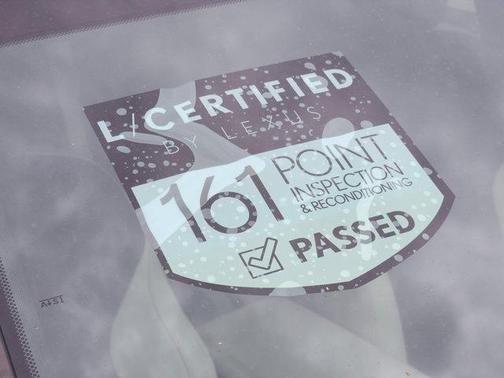 L/CERTIFIED
BY LEXUS
161 POINT
INSPECTION
& RECONDITIONING
PASSED